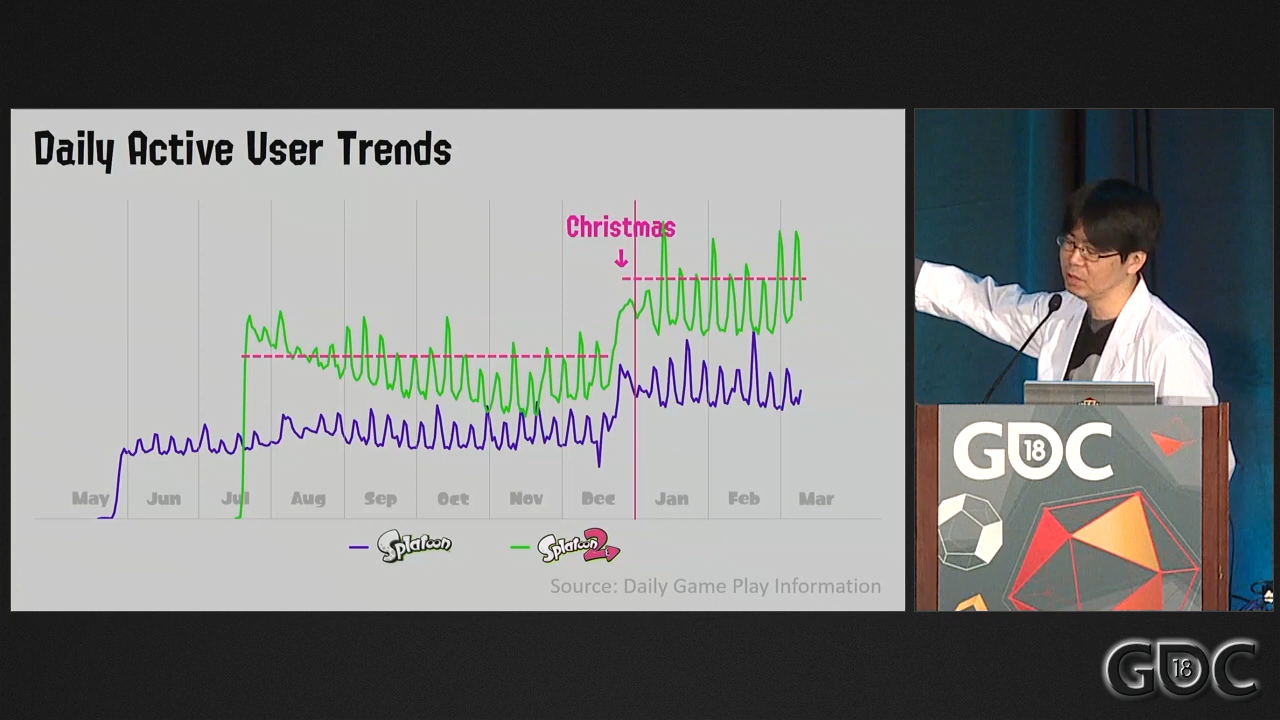 Daily Active User Trends
Christmas
May Jun Jul Aug Sep Oct Nov Dec Jan Feb Mar
Splatoon Splatoon 2
Source: Daily Game Play Information
GDC 18
GDC 18